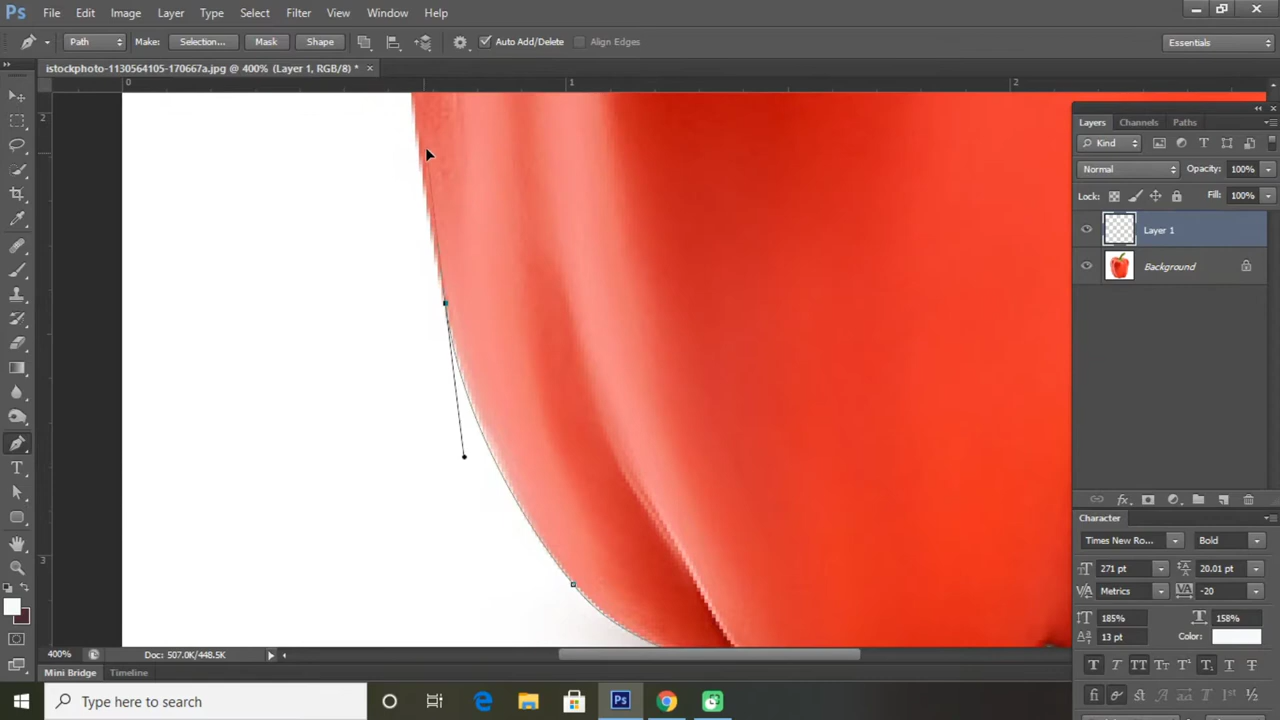 Ps File Edit Image Layer Type Select Filter View Window Help
Path Make: Selection... Mask Shape Auto Add/Delete Align Edges Essentials
istockphoto-1130564105-170667a.jpg @ 400% (Layer 1, RGB/8) * ×
0 1 2
2
3
Layers Channels Paths
Kind
Normal Opacity: 100%
Lock: Fill: 100%
Layer 1
Background
Character
Times New Ro... Bold
271 pt 20.01 pt
Metrics -20
185% 158%
13 pt Color:
400% Doc: 507.0K/448.5K
Mini Bridge Timeline
Type here to search